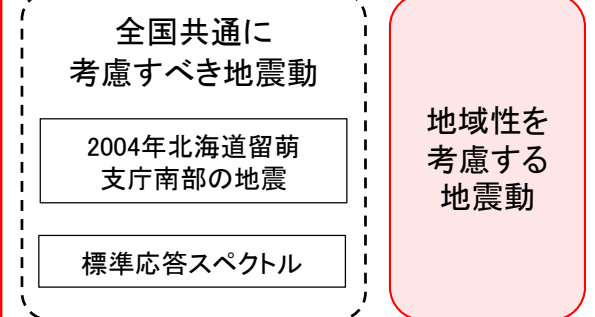 全国共通に
考慮すべき地震動
2004年北海道留萌
支庁南部の地震
標準応答スペクトル
地域性を
考慮する
地震動